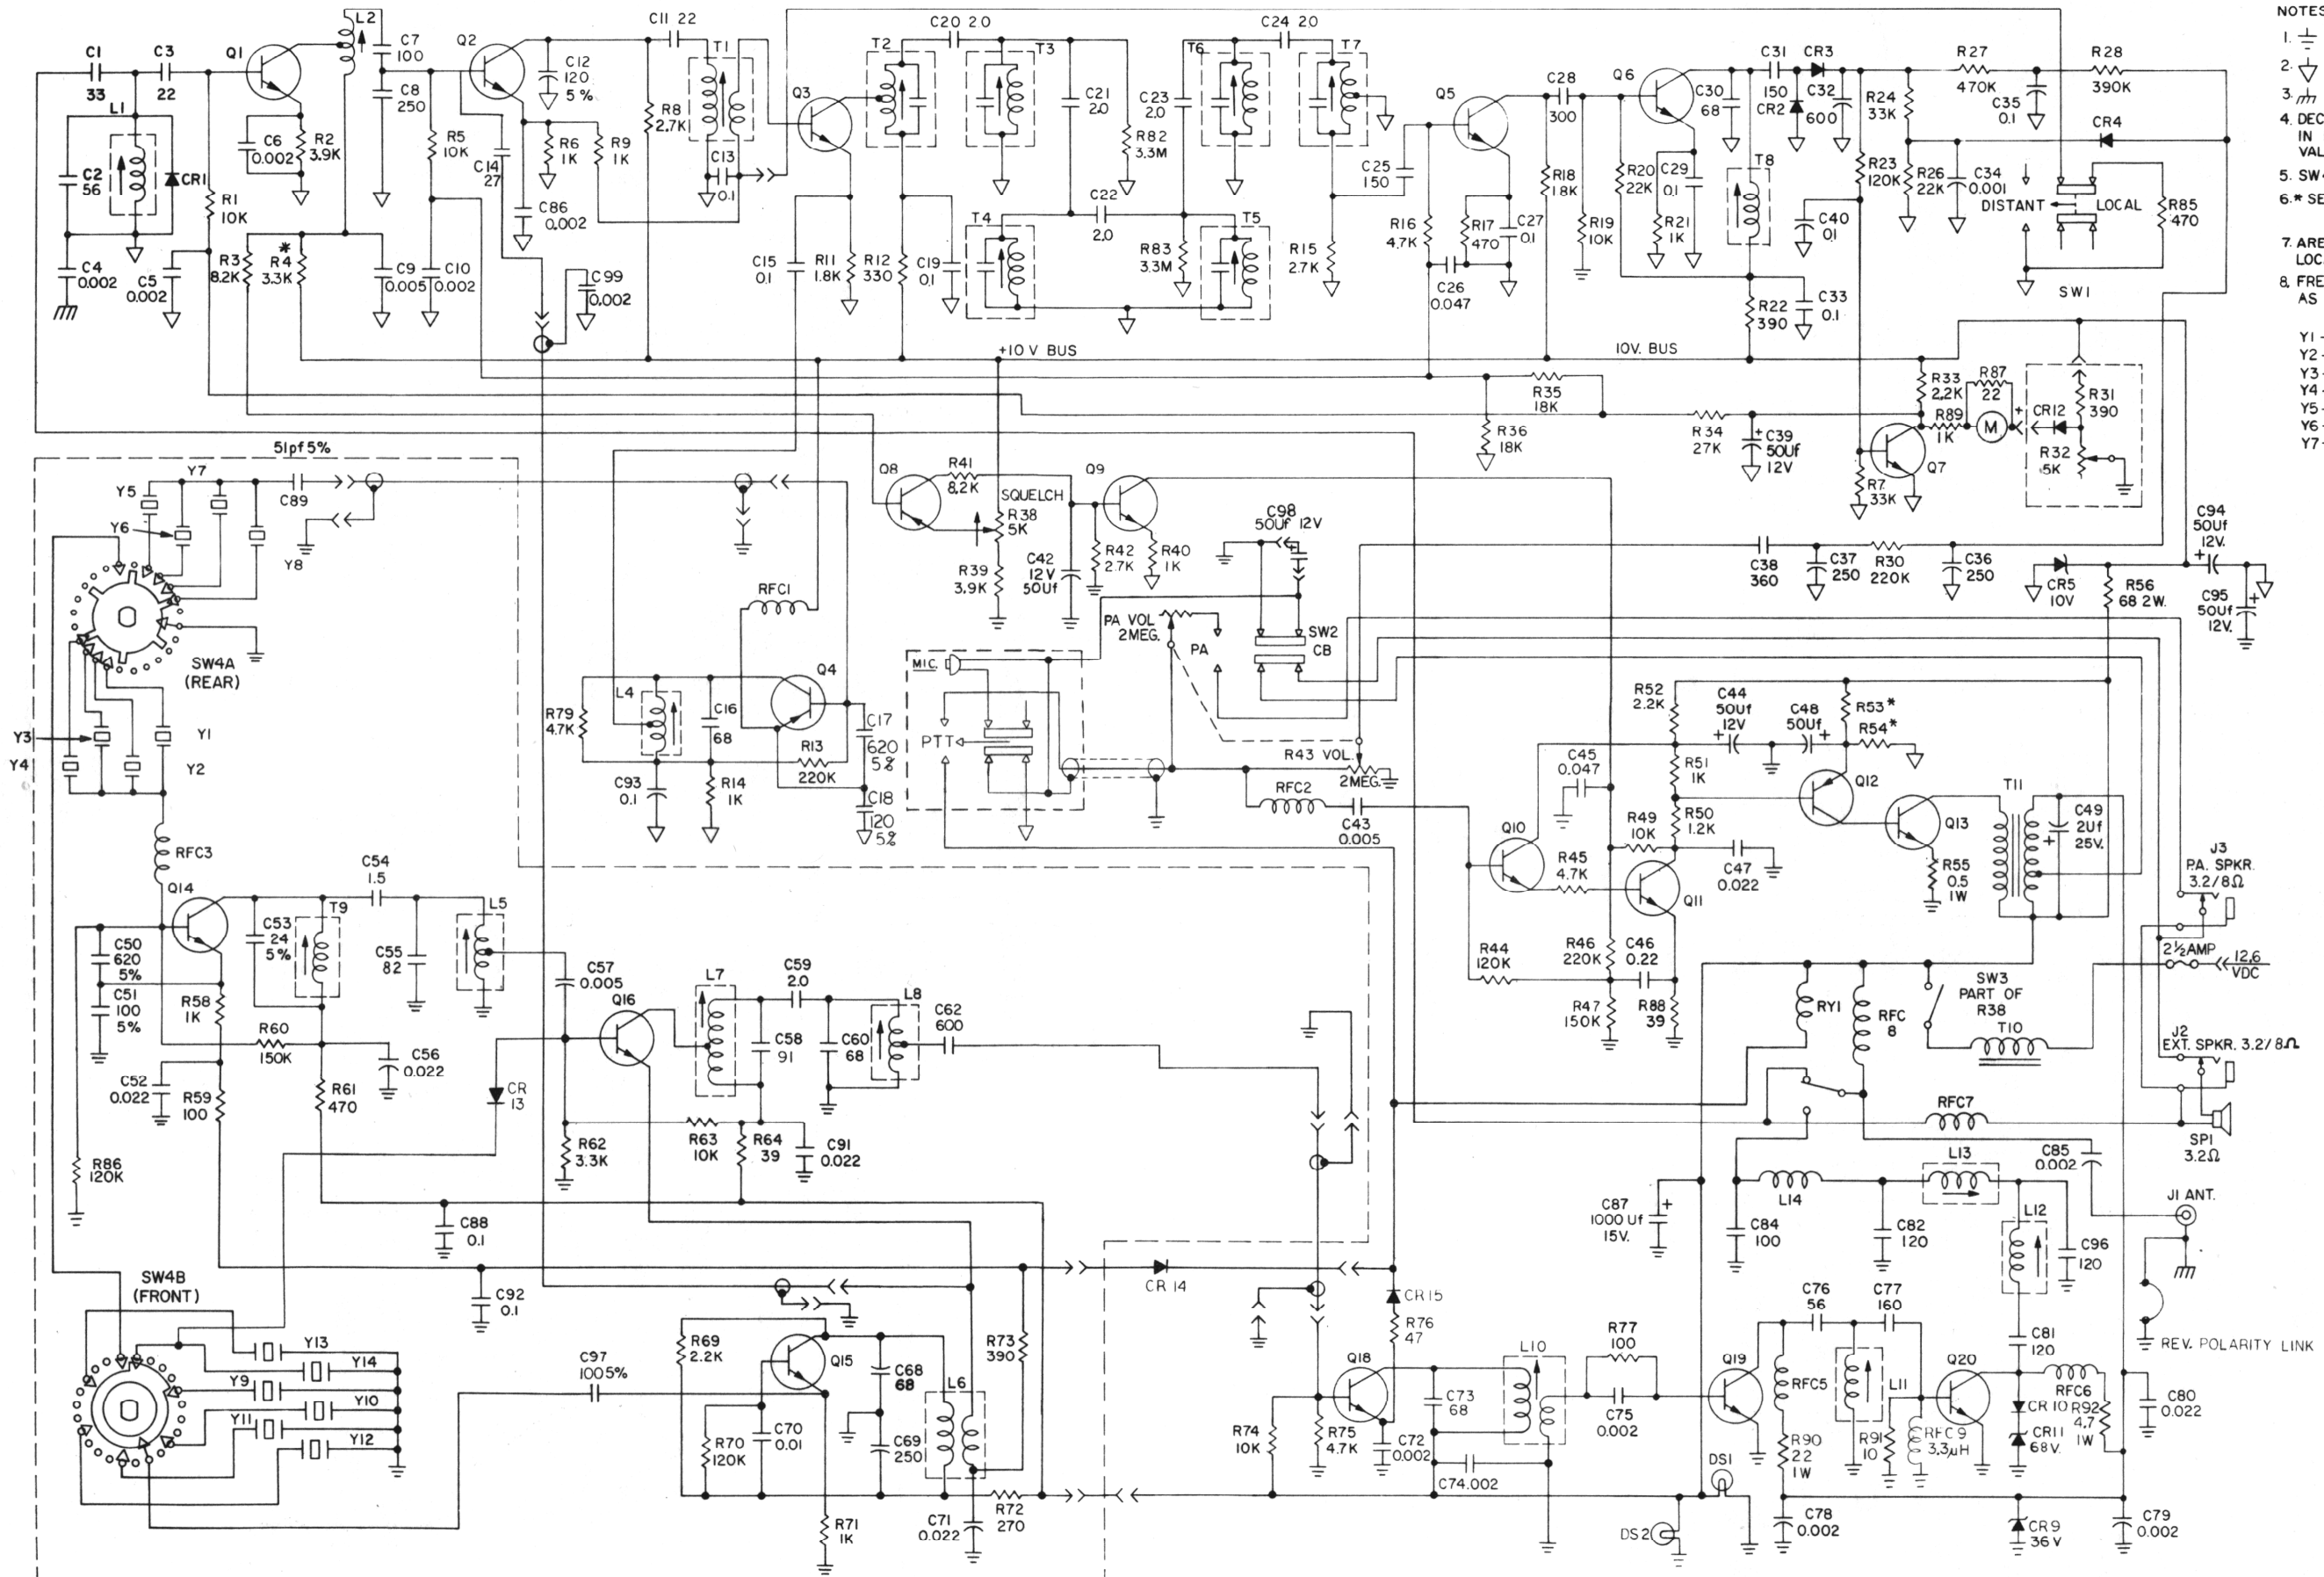 C1
33
C3
22
L1
C2
56
CR1
C4
0.002
C5
0.002
R1
10K
Q1
C6
0.002
R2
3.9K
L2
C7
100
C8
250
R3
8.2K
*
R4
3.3K
C9
0.005
C10
0.002
R5
10K
Q2
C14
27
C12
120
5%
R6
1K
R9
1K
C86
0.002
C99
0.002
C11 22
R8
2.7K
T1
C13
0.1
Q3
C15
0.1
R11
1.8K
R12
330
C19
0.1
T2
C20 2.0
T3
C21
2.0
R82
3.3M
T4
C22
2.0
C23
2.0
R83
3.3M
T5
T6
C24 20
T7
C25
150
R15
2.7K
Q5
R16
4.7K
R17
470
C27
0.1
C26
0.047
C28
300
R18
1.8K
R19
10K
Q6
R20
22K
R21
1K
C29
0.1
C30
68
T8
R22
390
C33
0.1
C31
150
CR2
CR3
C32
600
C40
0.1
R24
33K
R23
120K
R26
22K
C34
0.001
R27
470K
C35
0.1
R28
390K
CR4
DISTANT
LOCAL
R85
470
SW1
NOTES
1.
2.
3.
4. DEC
IN
VAL
5. SW4
6.* SE
7. ARE
LOC
8. FRE
AS
Y1 -
Y2 -
Y3 -
Y4 -
Y5 -
Y6 -
Y7 -
+10 V BUS
10V. BUS
R35
18K
R36
18K
R34
27K
+
C39
50Uf
12V
R33
2.2K
R87
22
R89
1K
M
+
CR12
R31
390
R32
5K
Q7
R7
33K
51pf 5%
Y7
Y5
C89
Y6
Y8
SW4A
(REAR)
Y3
Y1
Y4
Y2
RFC3
Q8
R41
8.2K
SQUELCH
R38
5K
R39
3.9K
C42
12V
50Uf
Q9
R42
2.7K
R40
1K
C98
50Uf 12V
PA VOL
2MEG.
PA
SW2
CB
MIC.
PTT
R43 VOL.
2MEG.
RFC2
C43
0.005
RFC1
Q4
L4
R79
4.7K
C16
68
R13
220K
C93
0.1
R14
1K
C17
620
5%
C18
120
5%
C38
360
C37
250
R30
220K
C36
250
CR5
10V
R56
68 2W.
C94
50Uf
12V.
+
C95
50Uf
12V.
+
R52
2.2K
C44
50Uf
12V
+
C48
50Uf
+
R53*
R54*
R51
1K
C45
0.047
Q12
R50
1.2K
R49
10K
Q10
R45
4.7K
Q11
C47
0.022
Q13
R55
0.5
1W
T11
C49
2Uf
25V.
+
R44
120K
R46
220K
C46
0.22
R47
150K
R88
39
J3
P.A. SPKR.
3.2/8Ω
2½AMP
12.6
VDC
SW3
PART OF
R38
T10
RY1
RFC
8
J2
EXT. SPKR. 3.2/8Ω
RFC7
SP1
3.2Ω
Q14
C50
620
5%
C51
100
5%
R58
1K
C53
24
5%
T9
C54
1.5
C55
82
L5
R60
150K
C56
0.022
C52
0.022
R59
100
R61
470
R86
120K
CR
13
C57
0.005
Q16
L7
C59
2.0
C58
91
C60
68
L8
C62
600
R62
3.3K
R63
10K
R64
39
C91
0.022
C88
0.1
C92
0.1
SW4B
(FRONT)
Y13
Y14
Y9
Y10
Y11
Y12
C97
100 5%
R69
2.2K
Q15
R70
120K
C70
0.01
C68
68
C69
250
L6
R73
390
R71
1K
C71
0.022
R72
270
CR 14
CR15
R76
47
R74
10K
R75
4.7K
Q18
C72
0.002
C73
68
C74.002
L10
R77
100
C75
0.002
Q19
C87
1000 Uf
15V.
+
C84
100
L14
C82
120
L13
C85
0.002
L12
C96
120
J1 ANT.
REV. POLARITY LINK
RFC5
C76
56
C77
160
L11
R90
22
1W
R91
10
RFC9
3.3μH
Q20
C81
120
RFC6
CR 10
R92
4.7
1W
CR11
68V.
C80
0.022
DS1
DS2
C78
0.002
CR9
36 V
C79
0.002